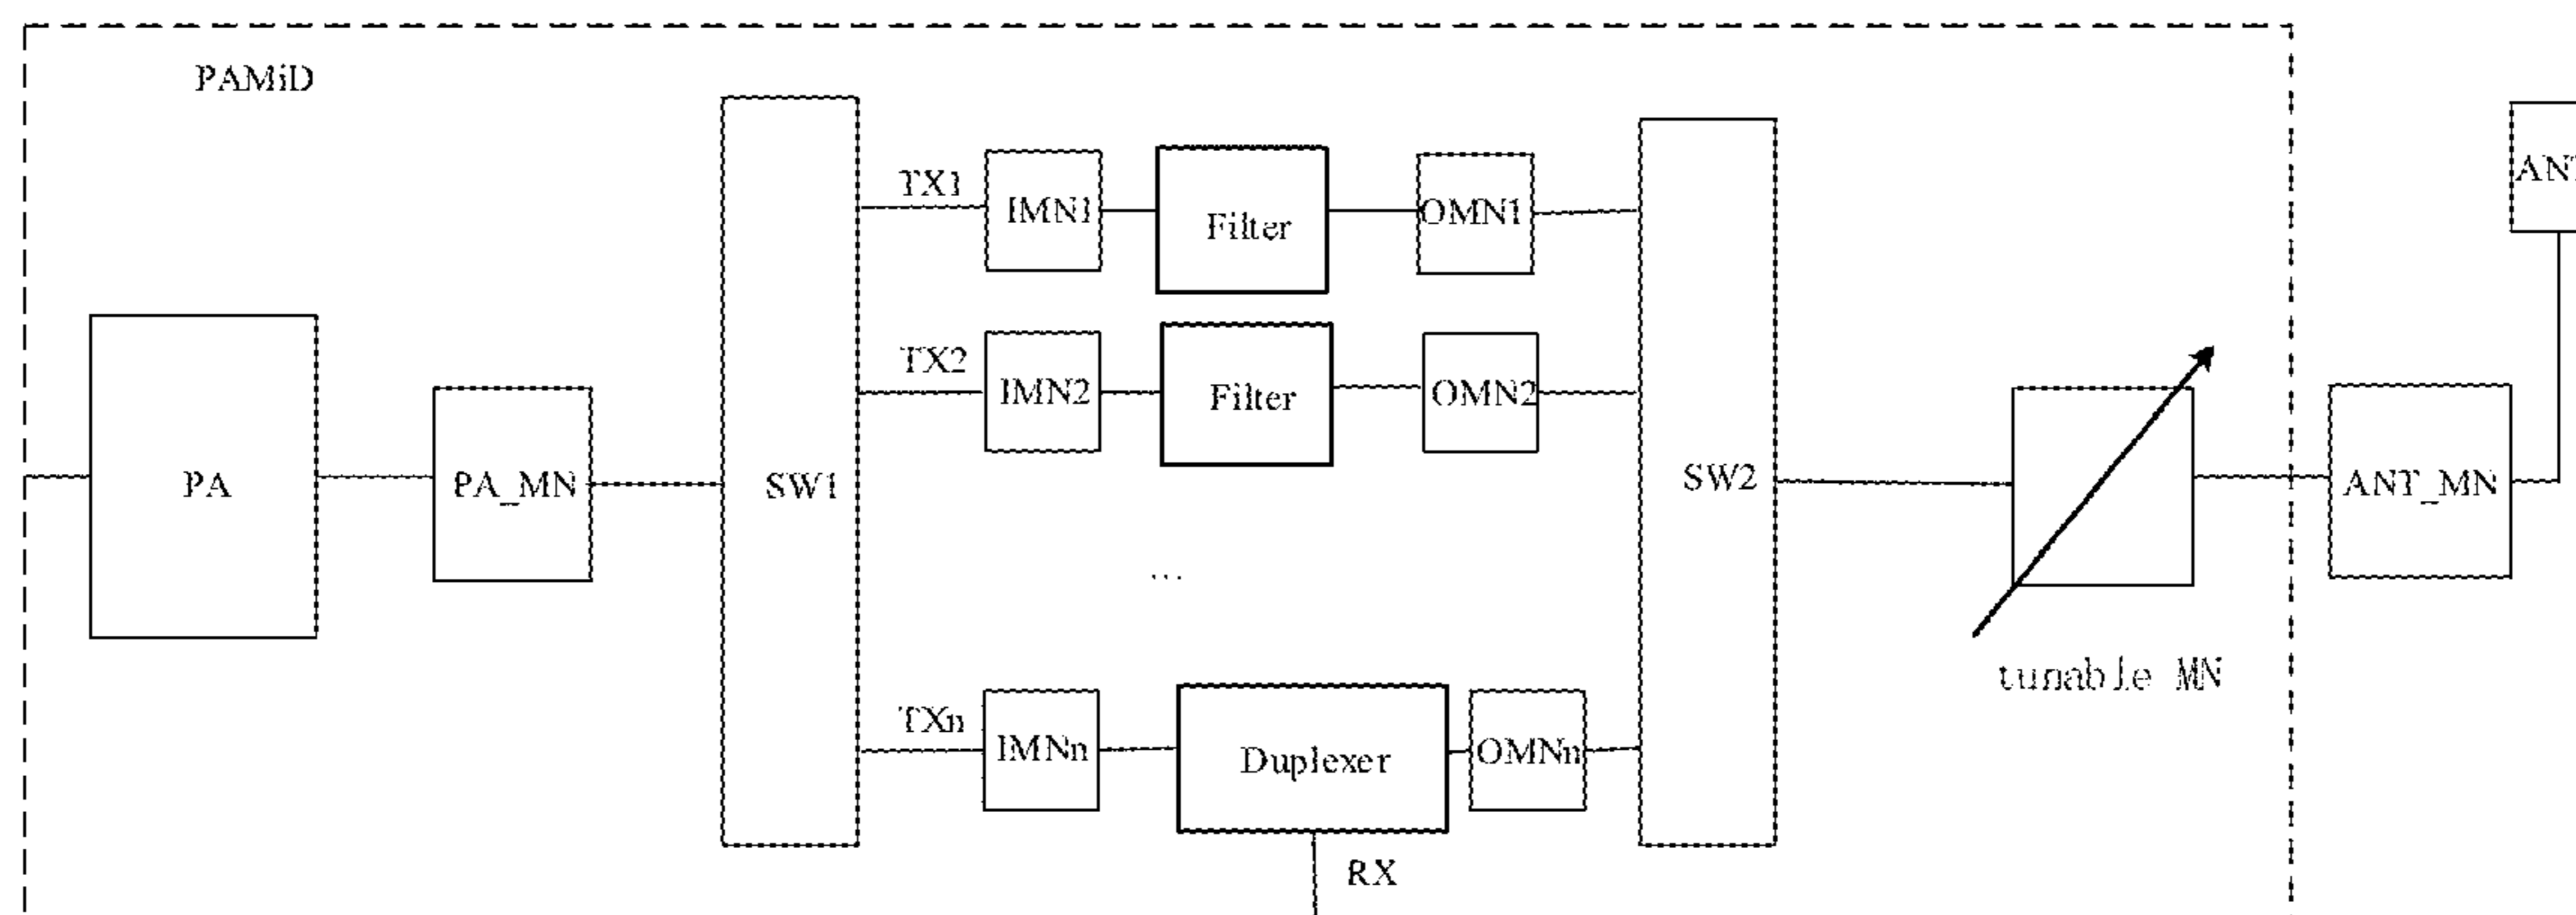 PAMiD
TX1
IMN1
Filter
OMN1
TX2
IMN2
Filter
OMN2
PA
PA_MN
SW1
SW2
ANT_MN
...
tunable MN
TXn
IMNn
Duplexer
OMNn
RX